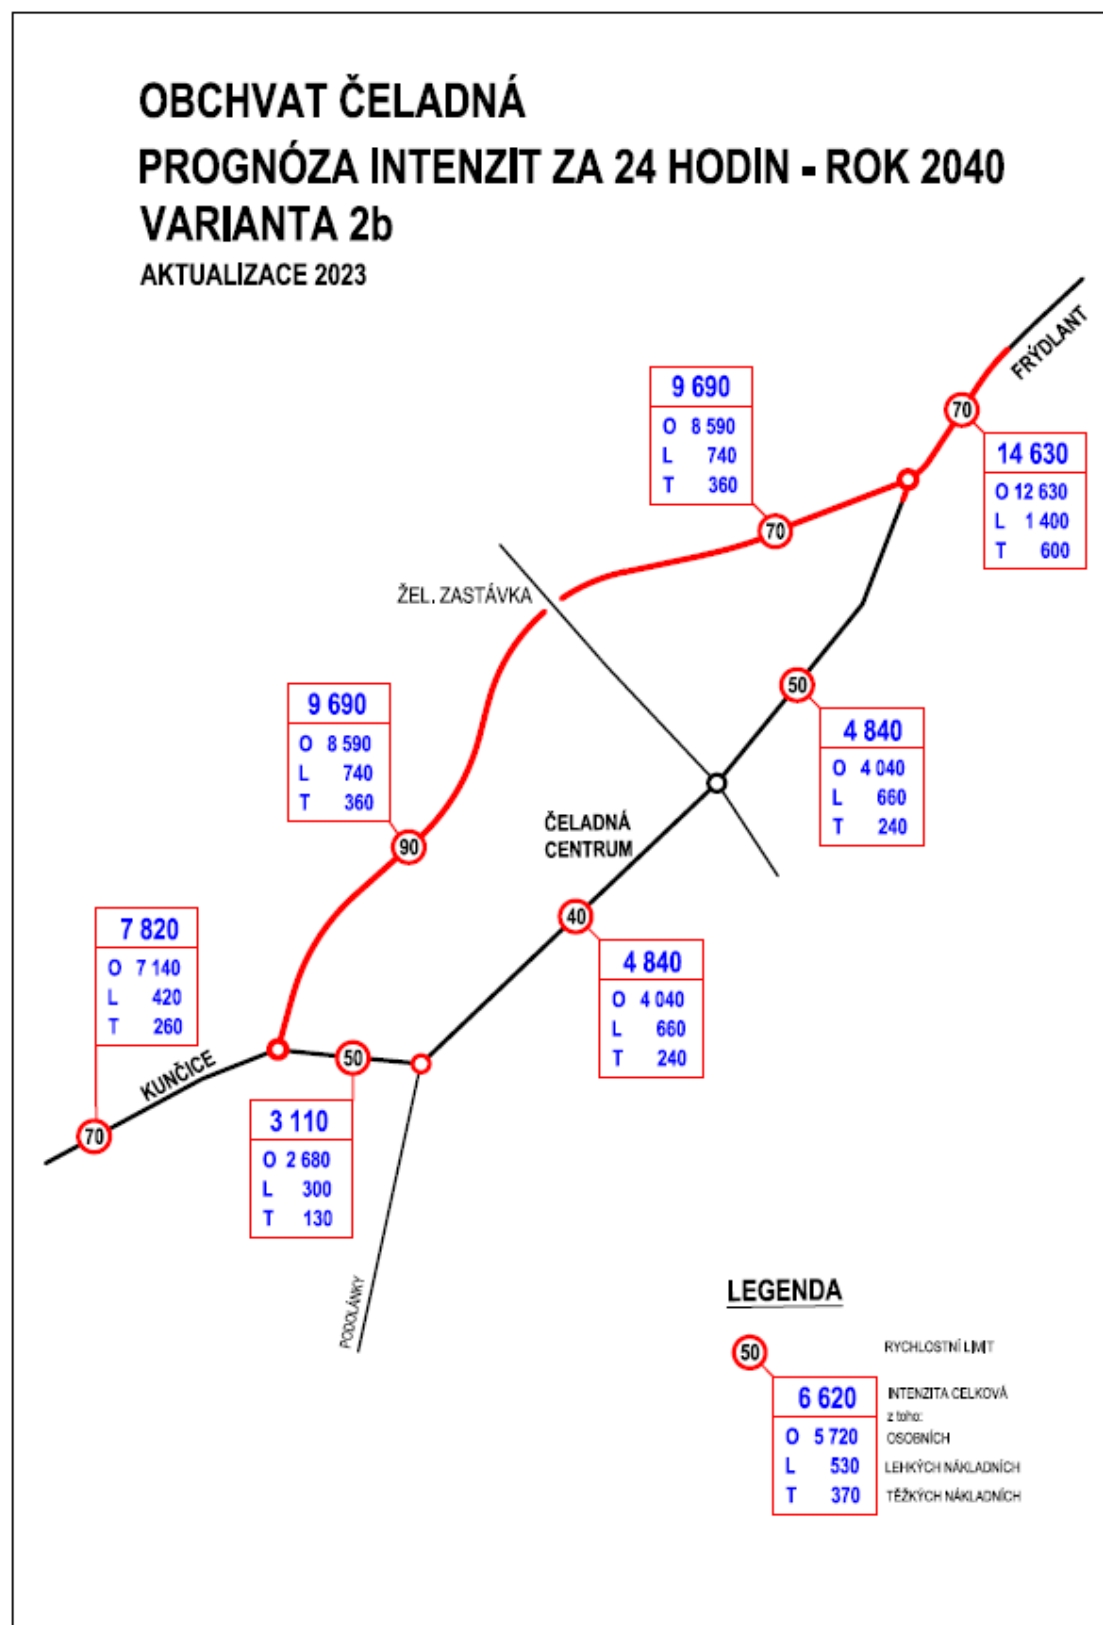 OBCHVAT ČELADNÁ
PROGNÓZA INTENZIT ZA 24 HODIN - ROK 2040
VARIANTA 2b
AKTUALIZACE 2023
FRÝDLANT
9 690
O 8 590
L 740
T 360
70
14 630
O 12 630
L 1 400
T 600
70
ŽEL. ZASTÁVKA
50
4 840
O 4 040
L 660
T 240
9 690
O 8 590
L 740
T 360
90
ČELADNÁ
CENTRUM
40
4 840
O 4 040
L 660
T 240
7 820
O 7 140
L 420
T 260
KUNČICE
70
50
3 110
O 2 680
L 300
T 130
PODOLÁNKY
LEGENDA
50
RYCHLOSTNÍ LIMIT
6 620
INTENZITA CELKOVÁ
z toho:
O 5 720
OSOBNÍCH
L 530
LEHKÝCH NÁKLADNÍCH
T 370
TĚŽKÝCH NÁKLADNÍCH